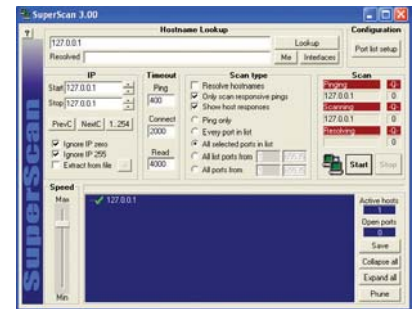 SuperScan 3.00
?
Hostname Lookup
127.0.0.1
Lookup
Resolved
Me
Interfaces
Configuration
Port list setup
IP
Start 127.0.0.1
Stop 127.0.0.1
PrevC NextC 1..254
Ignore IP zero
Ignore IP 255
Extract from file
Timeout
Ping
400
Connect
2000
Read
4000
Scan type
Resolve hostnames
Only scan responsive pings
Show host responses
Ping only
Every port in list
All selected ports in list
All list ports from
All ports from
Scan
Pinging
127.0.0.1 0
Scanning
127.0.0.1 0
Resolving
0
Start
Stop
Speed
Max
Min
127.0.0.1
Active hosts
1
Open ports
0
Save
Collapse all
Expand all
Prune
SuperScan